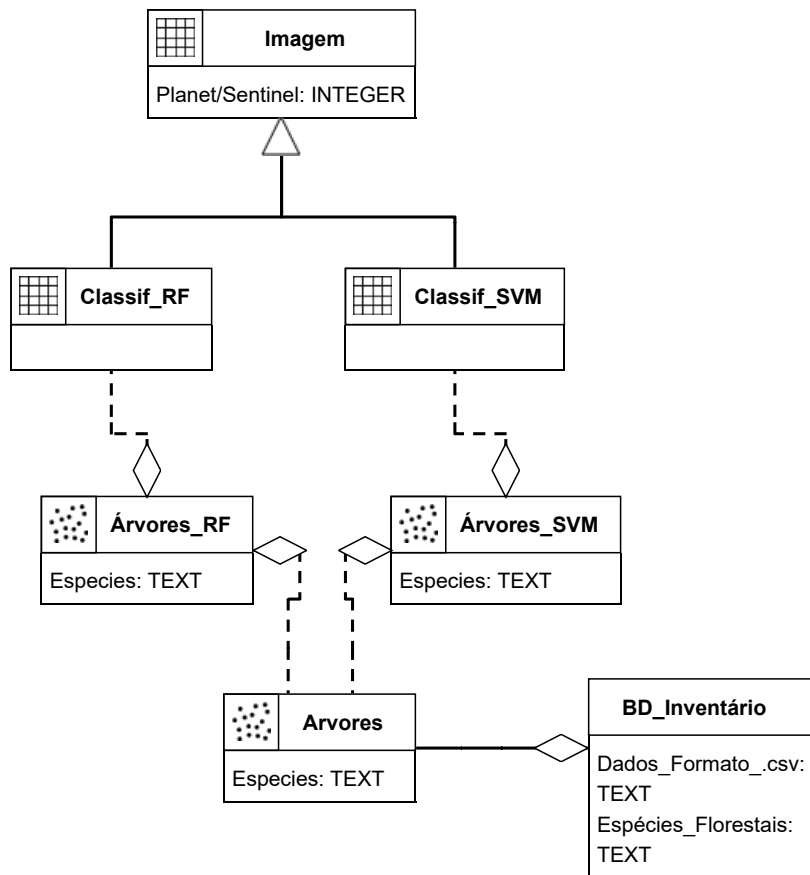 Imagem
Planet/Sentinel: INTEGER
Classif_RF
Classif_SVM
Árvores_RF
Especies: TEXT
Árvores_SVM
Especies: TEXT
Arvores
Especies: TEXT
BD_Inventário
Dados_Formato_.csv:
TEXT
Espécies_Florestais:
TEXT